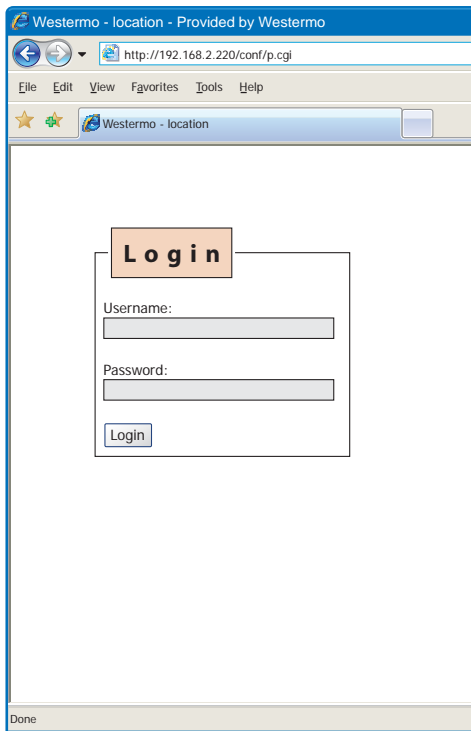 Westermo - location - Provided by Westermo
http://192.168.2.220/conf/p.cgi
File Edit View Favorites Tools Help
Westermo - location
Login
Username:
Password:
Login
Done